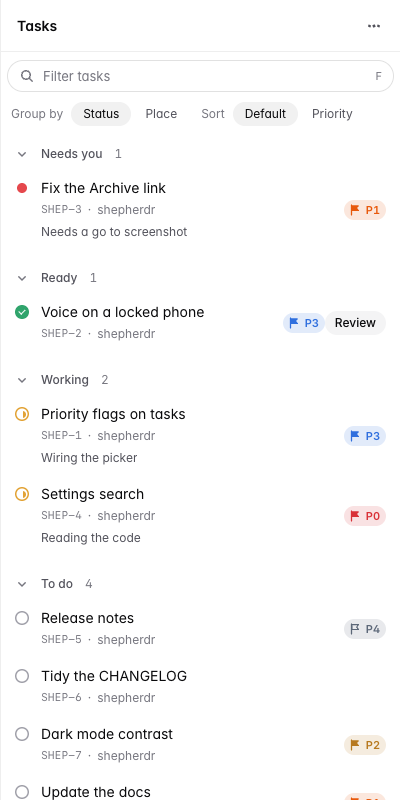 Tasks
Filter tasks F
Group by Status Place Sort Default Priority
Needs you 1
Fix the Archive link
SHEP-3 · shepherdr
P1
Needs a go to screenshot
Ready 1
Voice on a locked phone
SHEP-2 · shepherdr
P3 Review
Working 2
Priority flags on tasks
SHEP-1 · shepherdr
P3
Wiring the picker
Settings search
SHEP-4 · shepherdr
P0
Reading the code
To do 4
Release notes
SHEP-5 · shepherdr
P4
Tidy the CHANGELOG
SHEP-6 · shepherdr
Dark mode contrast
SHEP-7 · shepherdr
P2
Update the docs